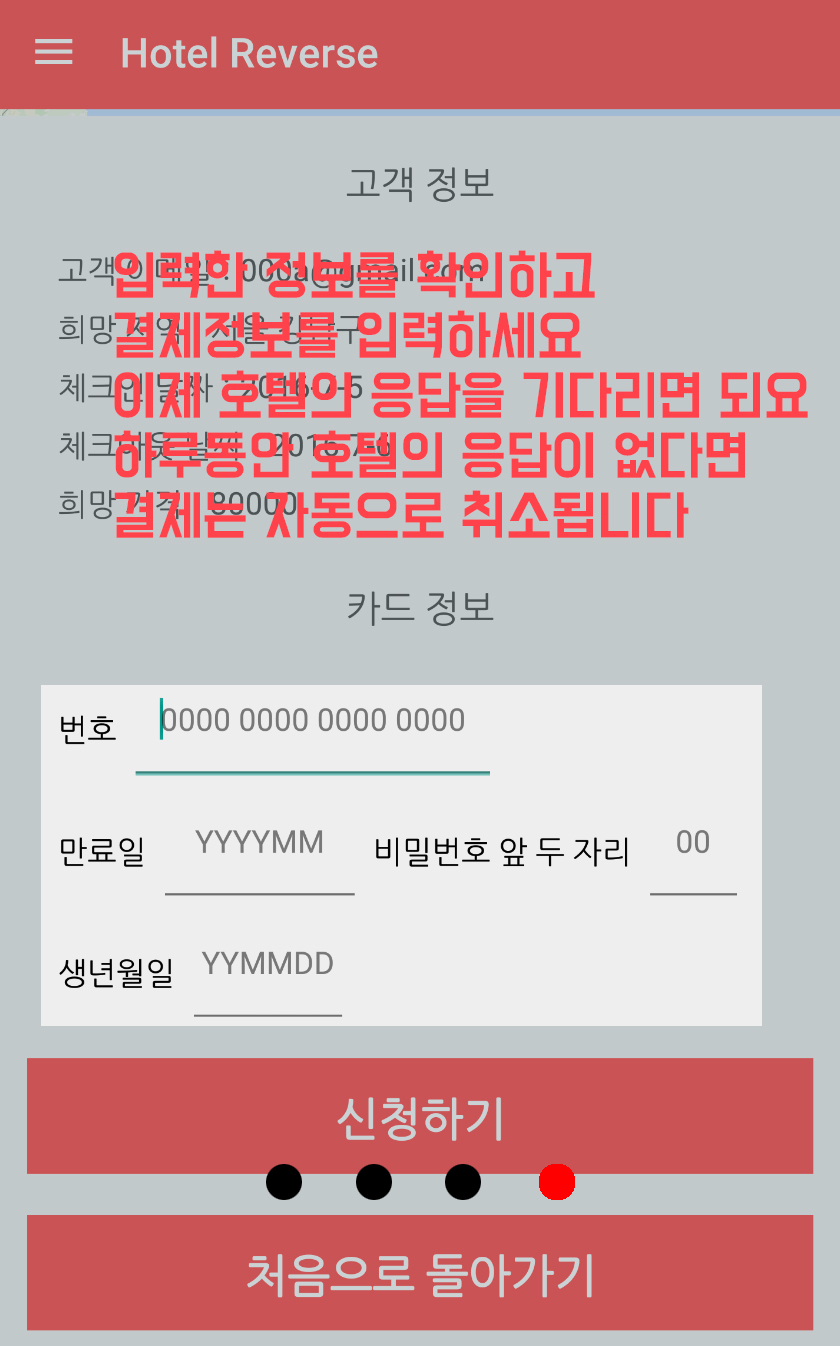 Hotel Reverse
고객 정보
입력한 정보를 확인하고
결제정보를 입력하세요
이제 호텔의 응답을 기다리면 되요
하루동안 호텔의 응답이 없다면
결제는 자동으로 취소됩니다
고객 이메일 : 000a@gmail.com
희망 지역 : 서울 강남구
체크인 날짜 : 2016-7-5
체크아웃 날짜 : 2016-7-6
희망 가격 : 80000
카드 정보
번호 0000 0000 0000 0000
만료일 YYYYMM 비밀번호 앞 두 자리 00
생년월일 YYMMDD
신청하기
처음으로 돌아가기